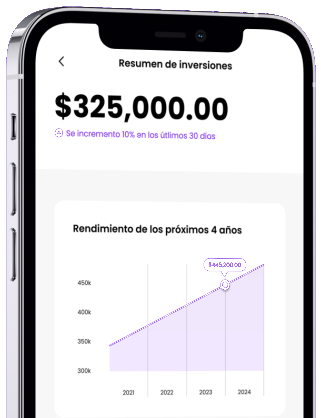 Resumen de inversiones
$325,000.00
Se incremento 10% en los útlimos 30 días
Rendimiento de los próximos 4 años
$445,200.00
450k
400k
350k
300k
2021 2022 2023 2024